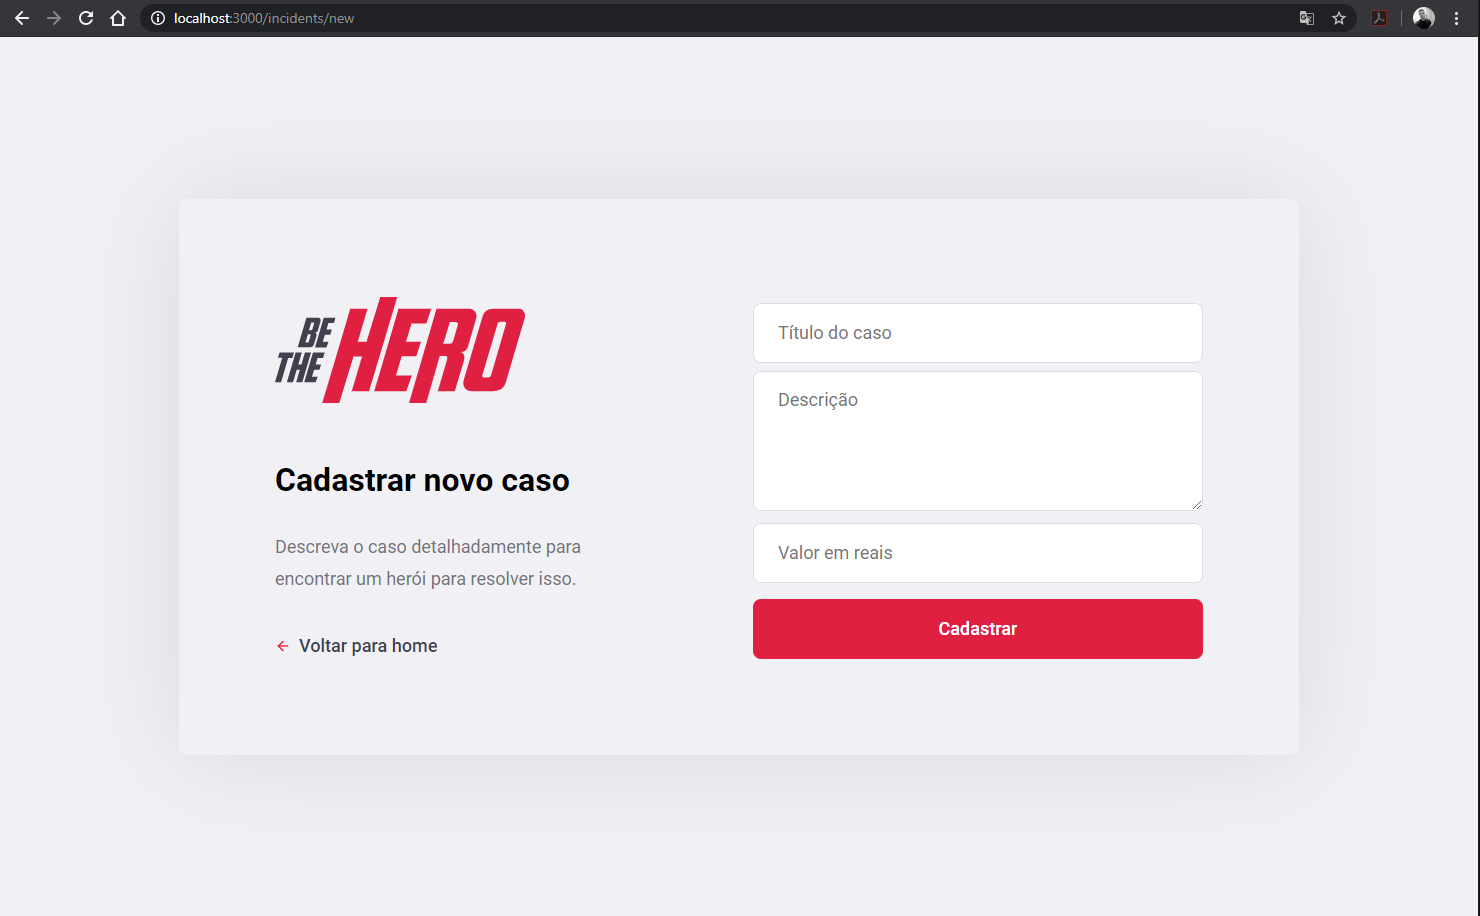 localhost:3000/incidents/new
BE
THE HERO
Cadastrar novo caso
Descreva o caso detalhadamente para
encontrar um herói para resolver isso.
Voltar para home
Título do caso
Descrição
Valor em reais
Cadastrar